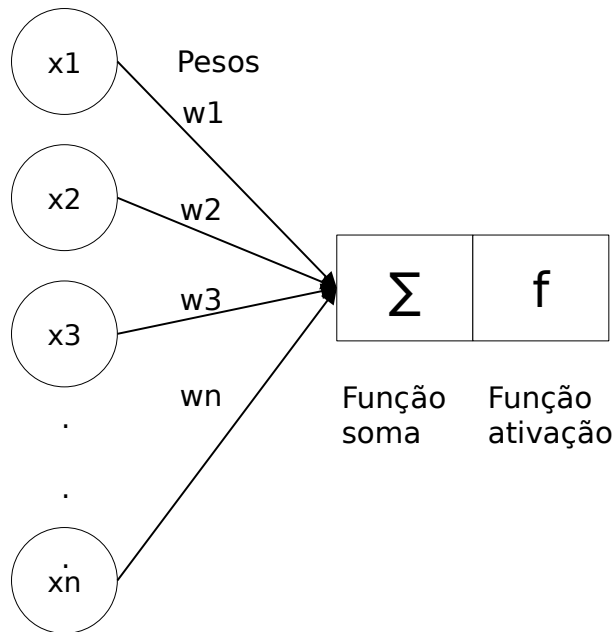 x1
Pesos
w1
x2
w2
w3
x3
Σ
f
wn
Função
soma
Função
ativação
.
.
.
xn